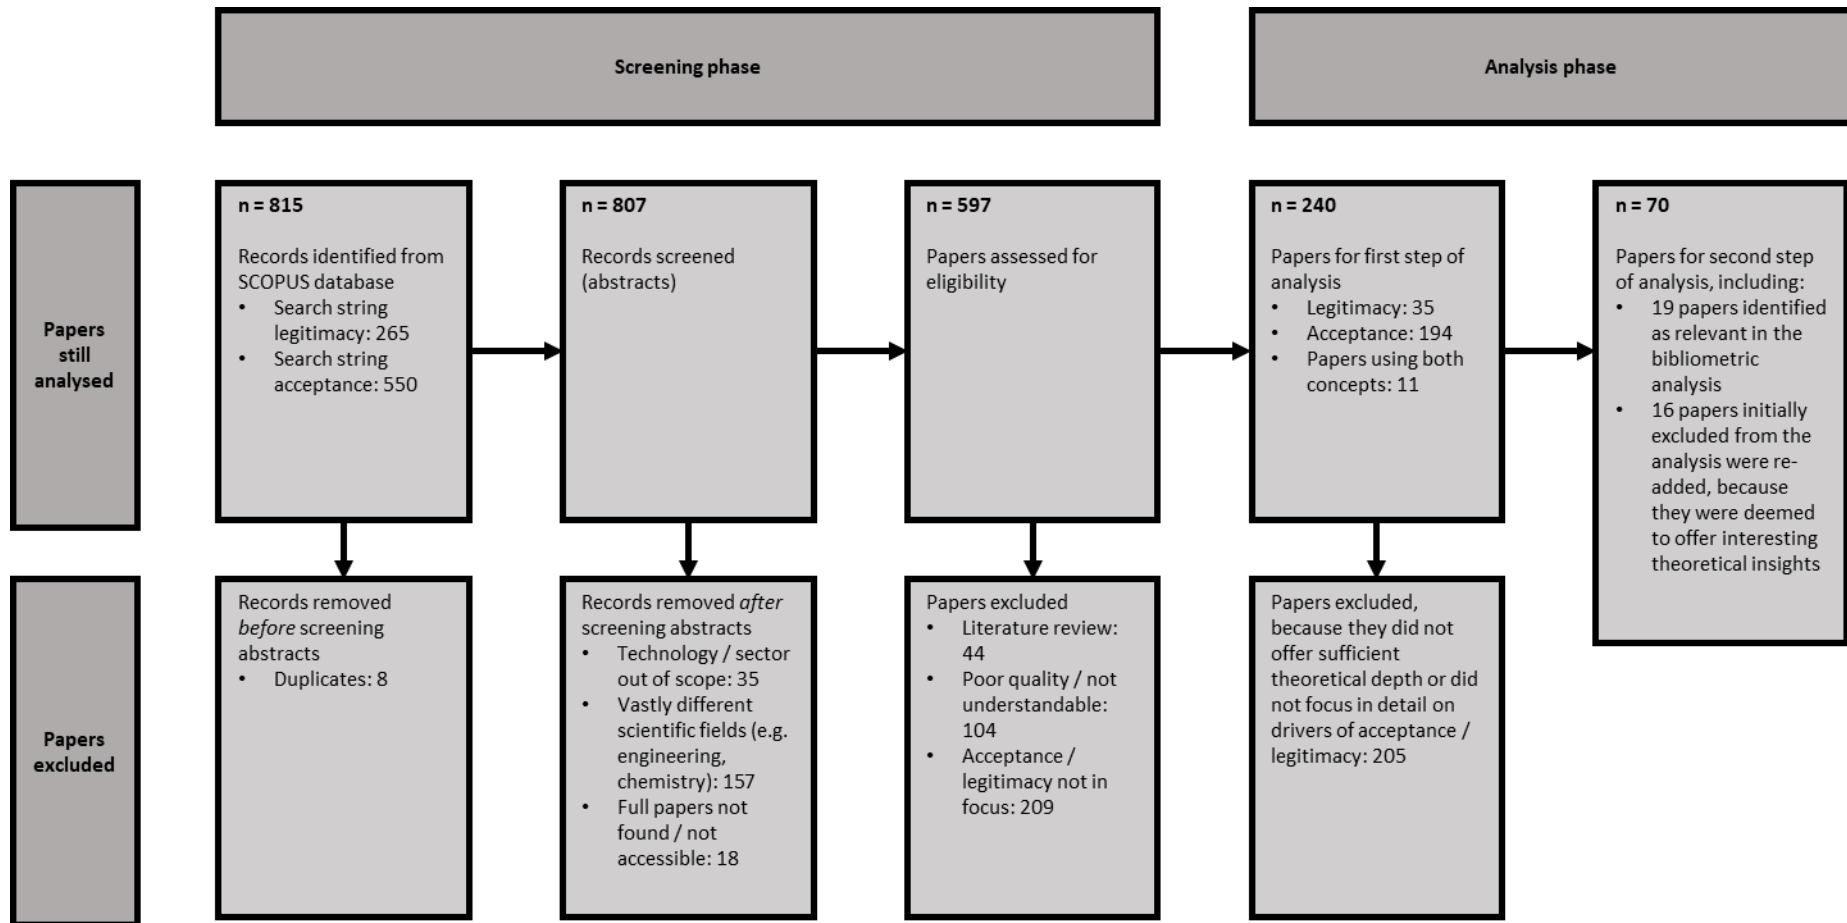 Screening phase
Analysis phase
Papers
still
analysed
n = 815
Records identified from
SCOPUS database
• Search string
legitimacy: 265
• Search string
acceptance: 550
n = 807
Records screened
(abstracts)
n = 597
Papers assessed for
eligibility
n = 240
Papers for first step of
analysis
• Legitimacy: 35
• Acceptance: 194
• Papers using both
concepts: 11
n = 70
Papers for second step
of analysis, including:
• 19 papers identified
as relevant in the
bibliometric
analysis
• 16 papers initially
excluded from the
analysis were re-
added, because
they were deemed
to offer interesting
theoretical insights
Papers
excluded
Records removed
before screening
abstracts
• Duplicates: 8
Records removed after
screening abstracts
• Technology / sector
out of scope: 35
• Vastly different
scientific fields (e.g.
engineering,
chemistry): 157
• Full papers not
found / not
accessible: 18
Papers excluded
• Literature review:
44
• Poor quality / not
understandable:
104
• Acceptance /
legitimacy not in
focus: 209
Papers excluded,
because they did not
offer sufficient
theoretical depth or did
not focus in detail on
drivers of acceptance /
legitimacy: 205